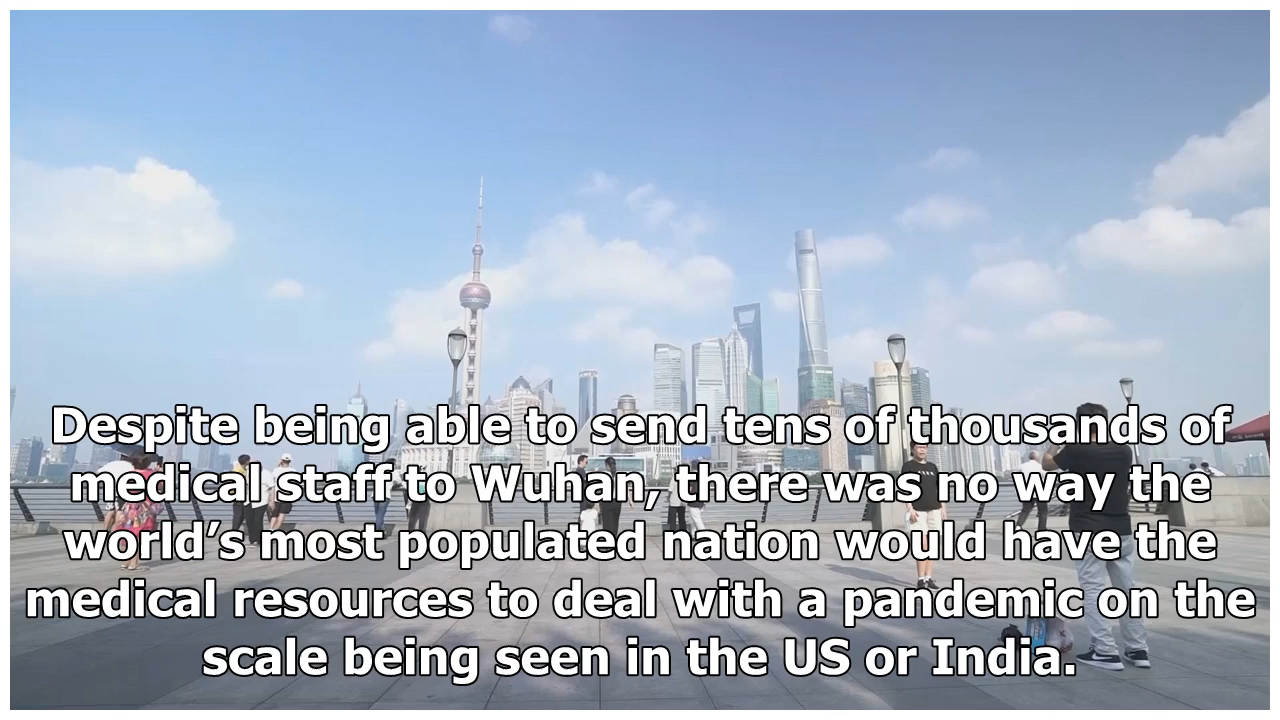 Despite being able to send tens of thousands of
medical staff to Wuhan, there was no way the
world’s most populated nation would have the
medical resources to deal with a pandemic on the
scale being seen in the US or India.